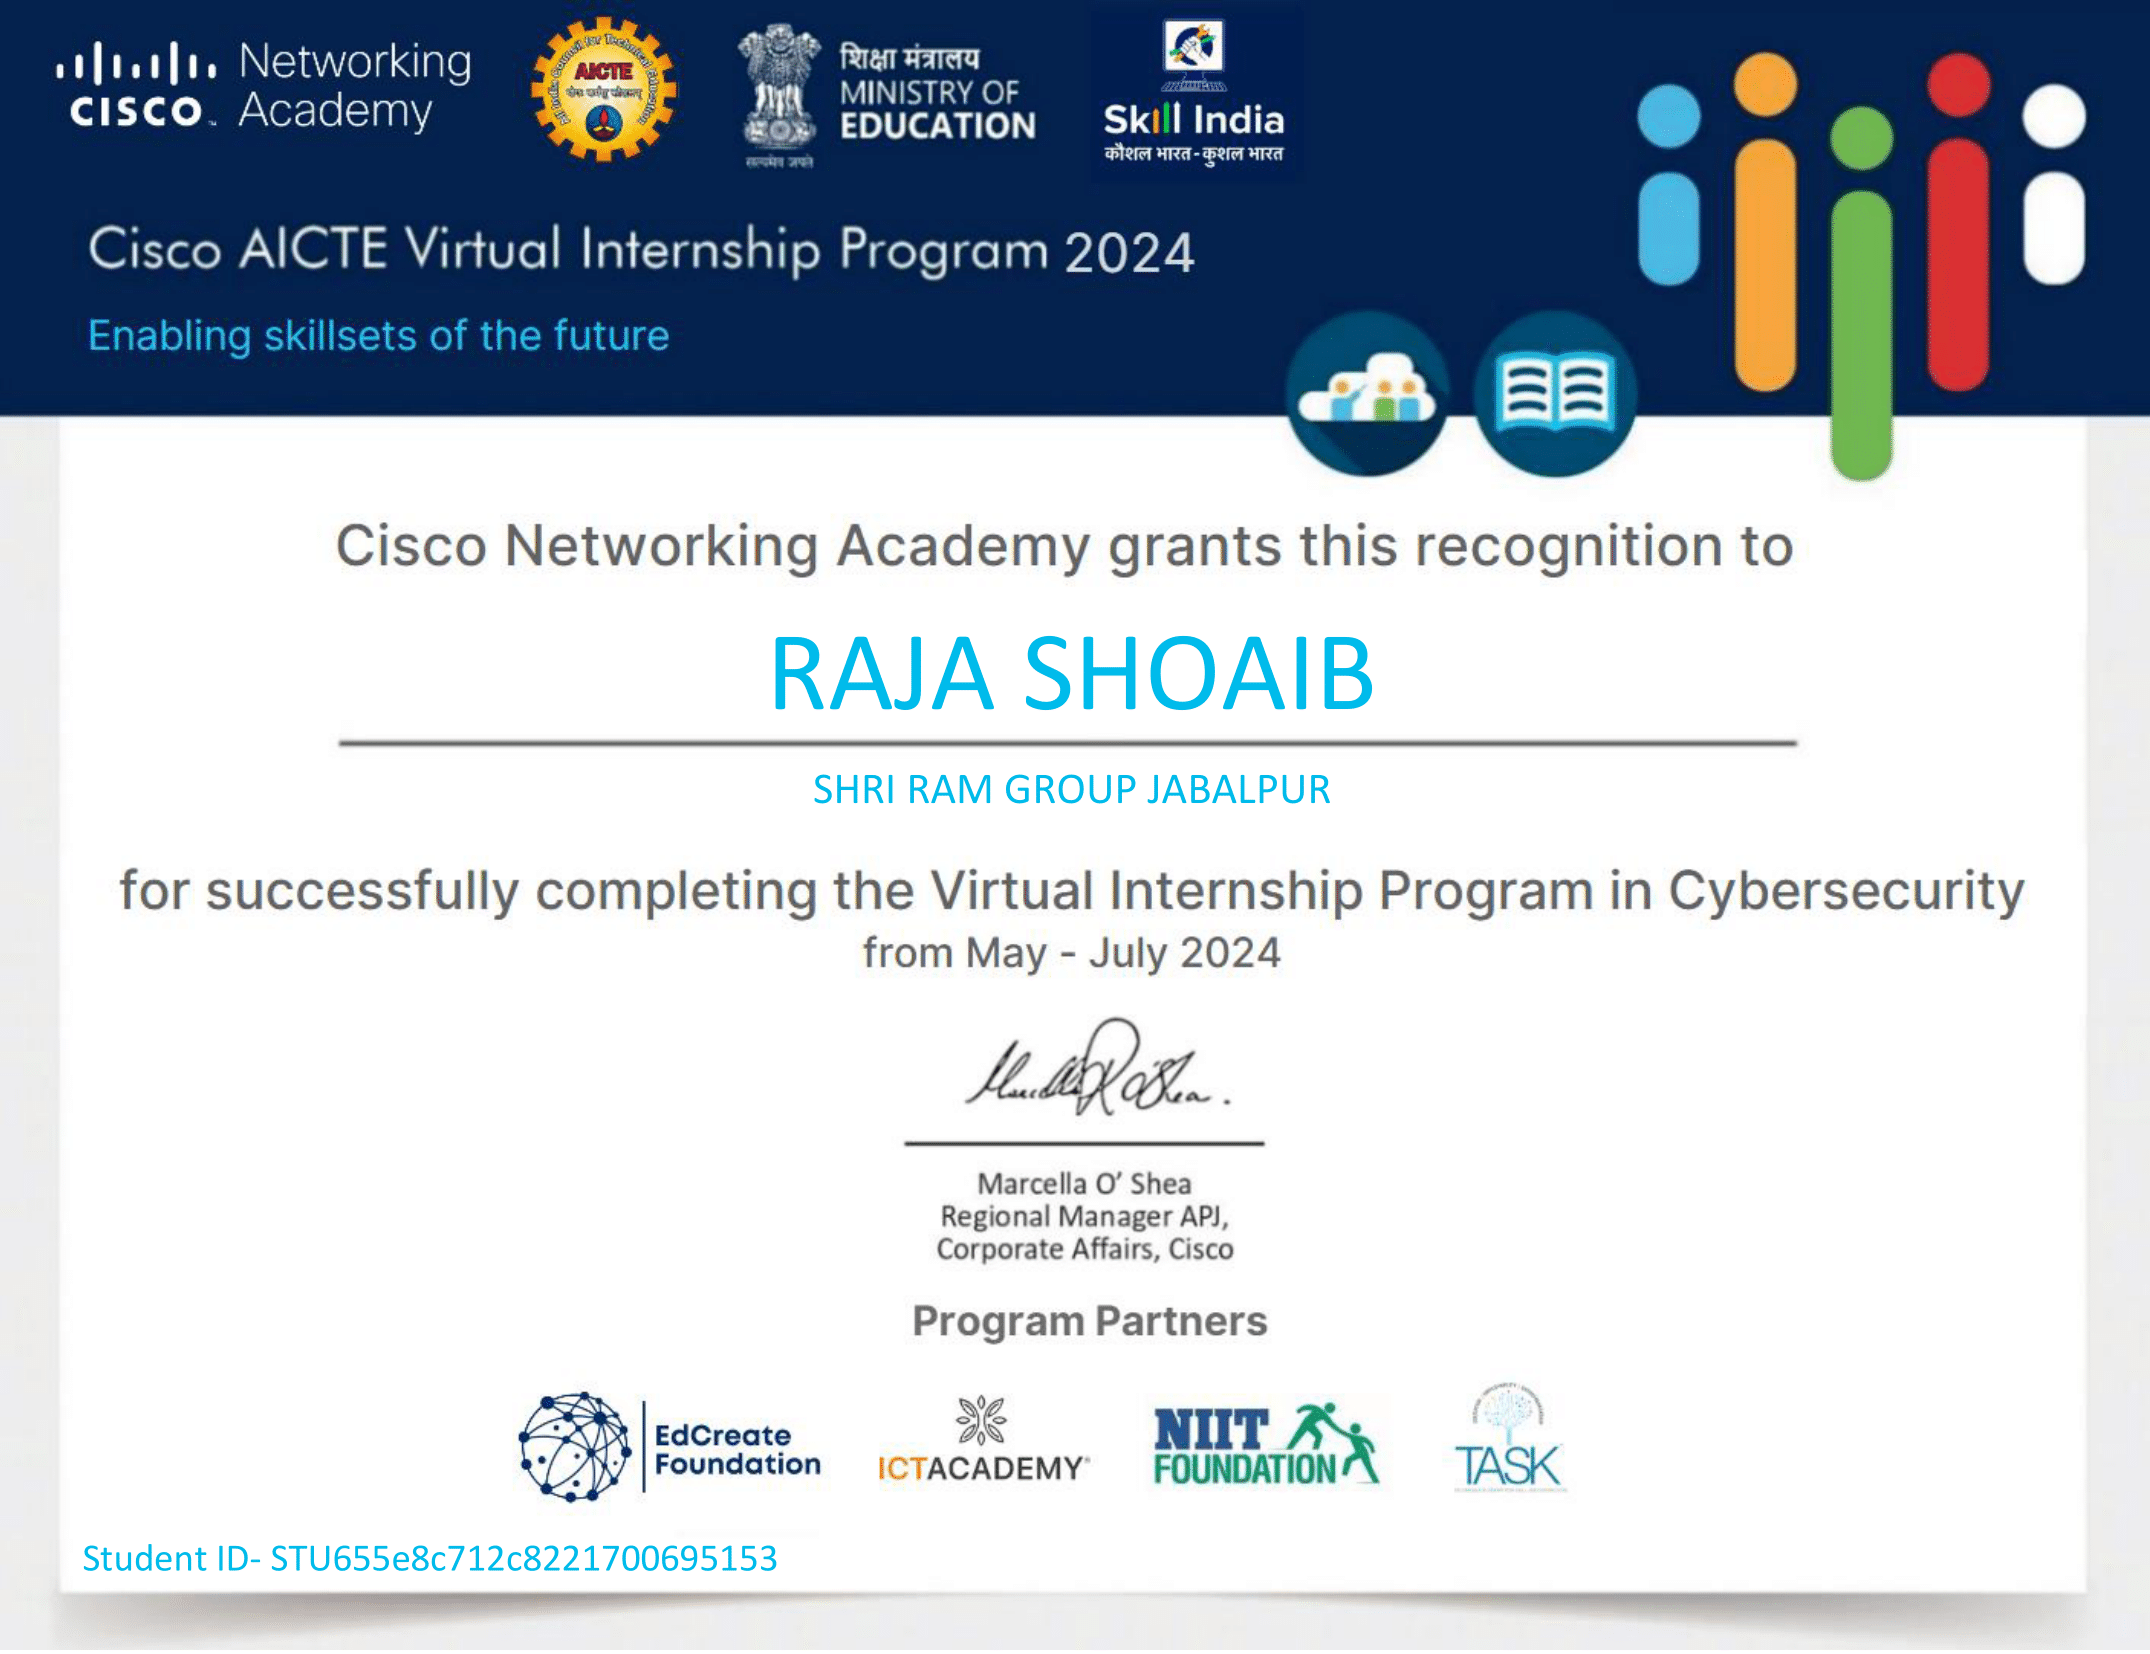 CISCO Networking Academy
AICTE
शिक्षा मंत्रालय
MINISTRY OF
EDUCATION
सत्यमेव जयते
Skill India
कौशल भारत - कुशल भारत
Cisco AICTE Virtual Internship Program 2024
Enabling skillsets of the future
Cisco Networking Academy grants this recognition to
RAJA SHOAIB
SHRI RAM GROUP JABALPUR
for successfully completing the Virtual Internship Program in Cybersecurity
from May - July 2024
Marcella O' Shea
Regional Manager APJ,
Corporate Affairs, Cisco
Program Partners
EdCreate
Foundation
ICTACADEMY
NIIT
FOUNDATION
TASK
Student ID- STU655e8c712c8221700695153